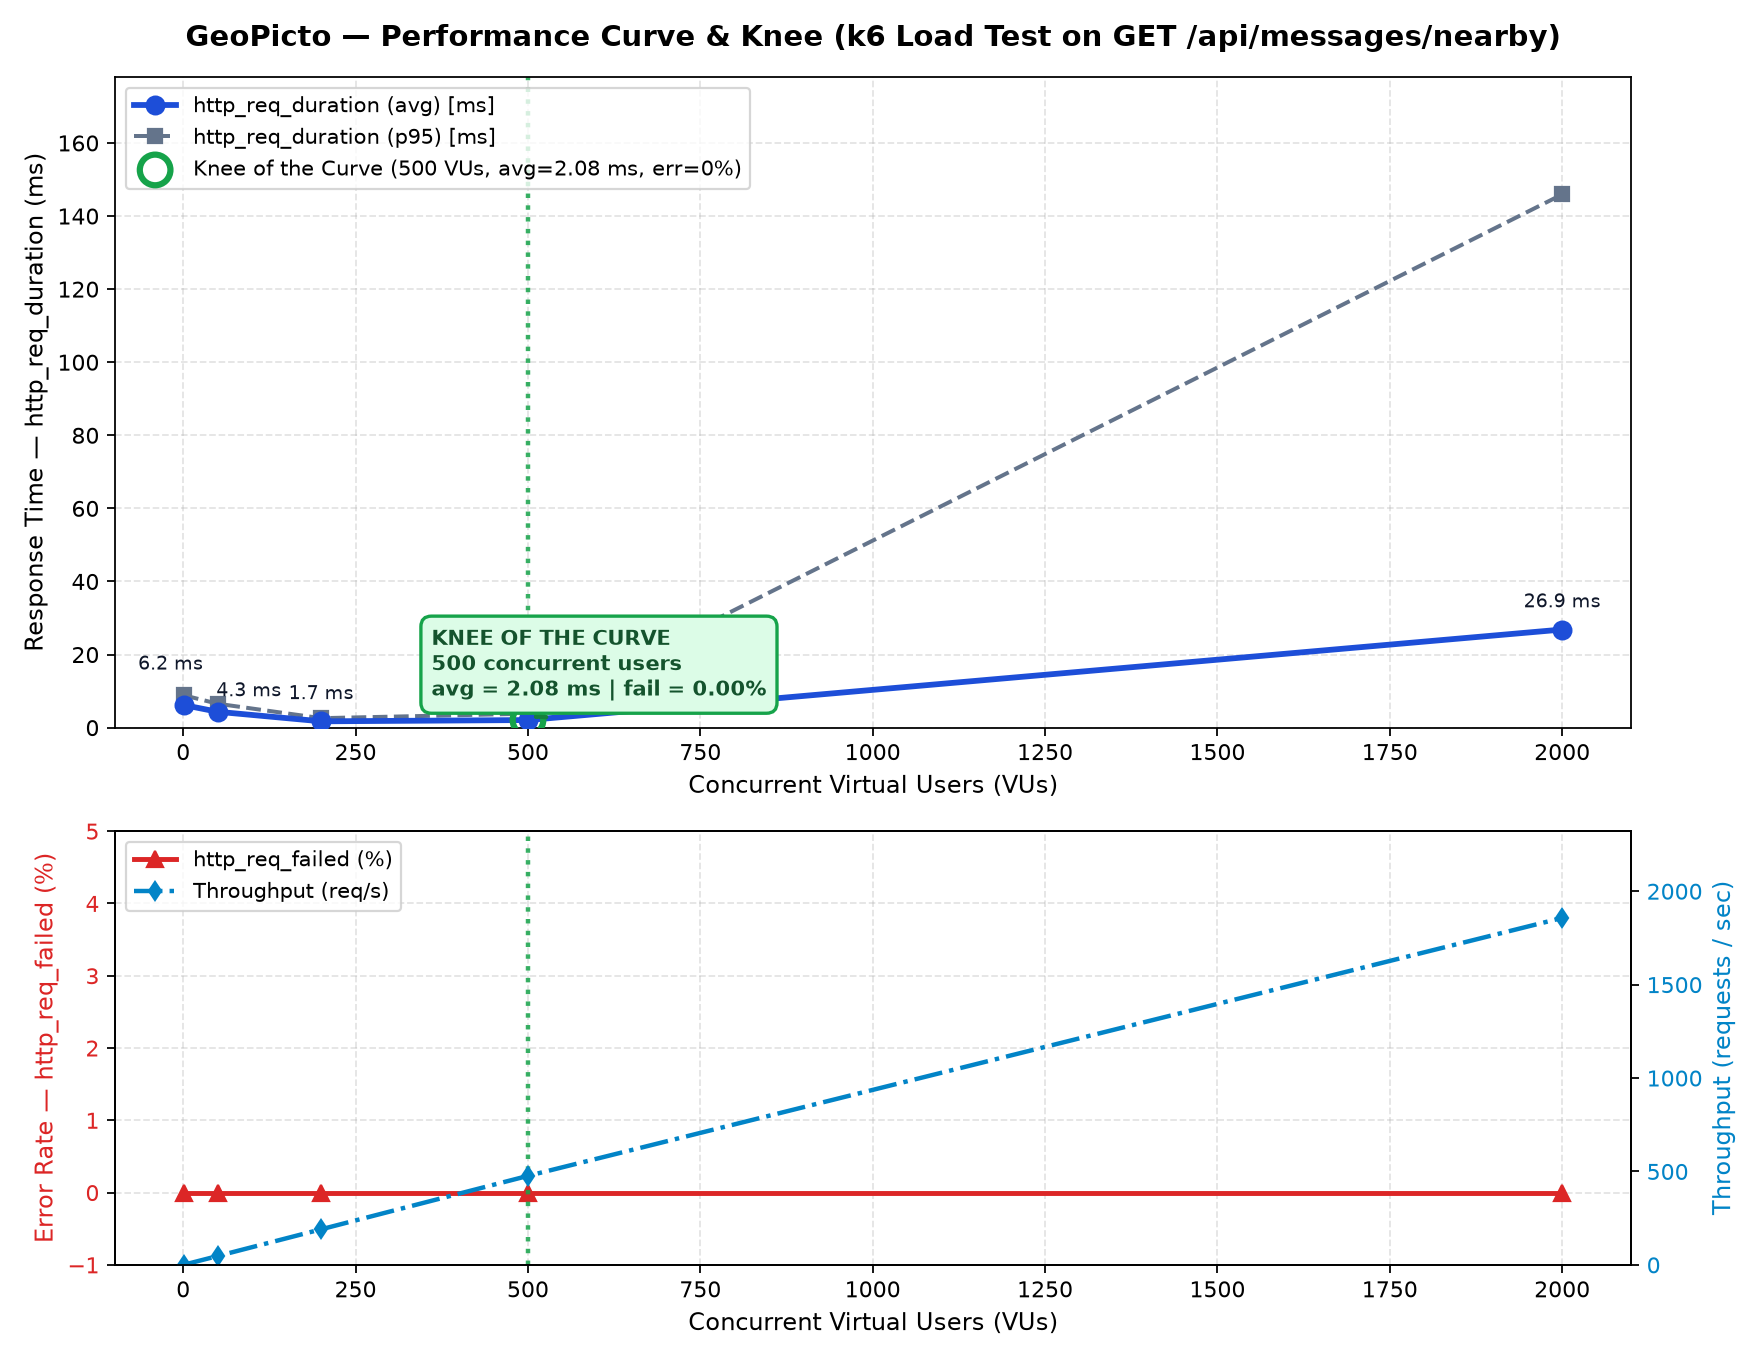 GeoPicto — Performance Curve & Knee (k6 Load Test on GET /api/messages/nearby)
http_req_duration (avg) [ms]
http_req_duration (p95) [ms]
Knee of the Curve (500 VUs, avg=2.08 ms, err=0%)
Response Time — http_req_duration (ms)
160
140
120
100
80
60
40
20
0
6.2 ms
4.3 ms
1.7 ms
KNEE OF THE CURVE
500 concurrent users
avg = 2.08 ms | fail = 0.00%
26.9 ms
0 250 500 750 1000 1250 1500 1750 2000
Concurrent Virtual Users (VUs)
http_req_failed (%)
Throughput (req/s)
Error Rate — http_req_failed (%)
5
4
3
2
1
0
−1
2000
1500
1000
500
0
Throughput (requests / sec)
0 250 500 750 1000 1250 1500 1750 2000
Concurrent Virtual Users (VUs)